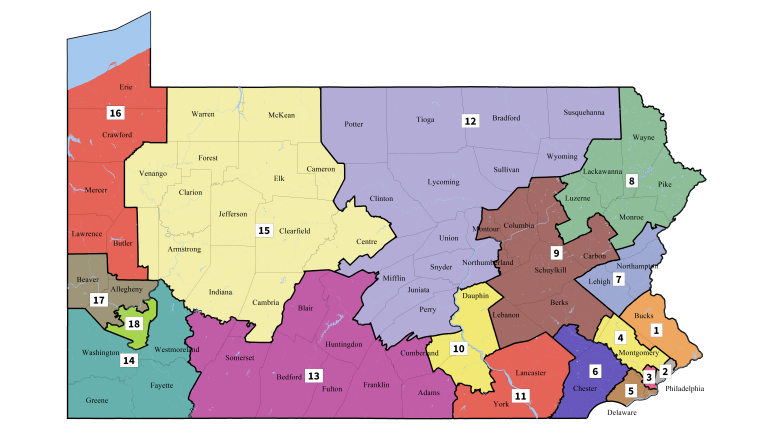 Erie
Warren
McKean
16
Potter
Tioga
12
Bradford
Susquehanna
Crawford
Wayne
Forest
Wyoming
Venango
Cameron
Sullivan
Lackawanna
Elk
Lycoming
8
Pike
Mercer
Clarion
Clinton
Luzerne
Jefferson
Monroe
Lawrence
15
Clearfield
Montour
Columbia
Butler
Centre
Union
Armstrong
9
Carbon
Snyder
Northumberland
Northampton
Schuylkill
Beaver
Mifflin
7
Lehigh
Allegheny
Indiana
Juniata
Dauphin
17
Cambria
Blair
Perry
Berks
Lebanon
Bucks
18
1
4
Huntingdon
Washington
Westmoreland
Somerset
Cumberland
10
Montgomery
14
6
2
Lancaster
Bedford
13
3
Fayette
Franklin
Chester
5
Philadelphia
Fulton
Adams
11
Greene
York
Delaware